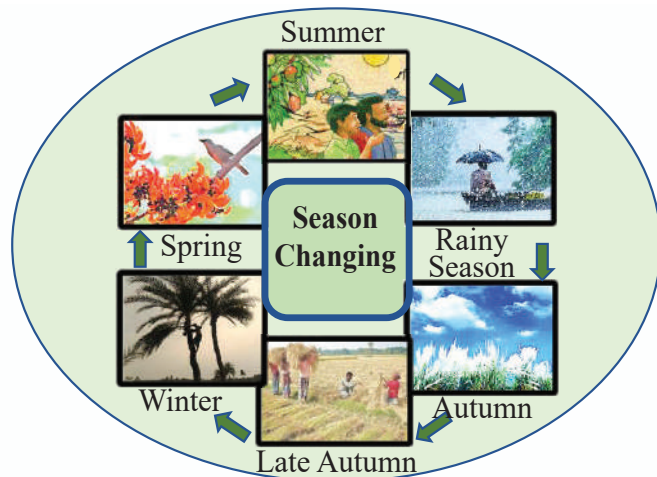 Summer
Spring
Season
Changing
Rainy
Season
Winter
Autumn
Late Autumn